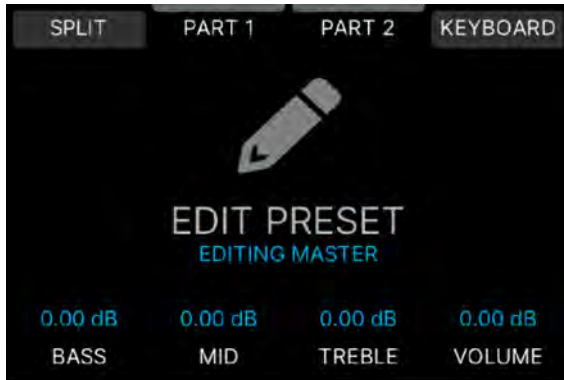 SPLIT PART 1 PART 2 KEYBOARD
EDIT PRESET
EDITING MASTER
0.00 dB 0.00 dB 0.00 dB 0.00 dB
BASS MID TREBLE VOLUME